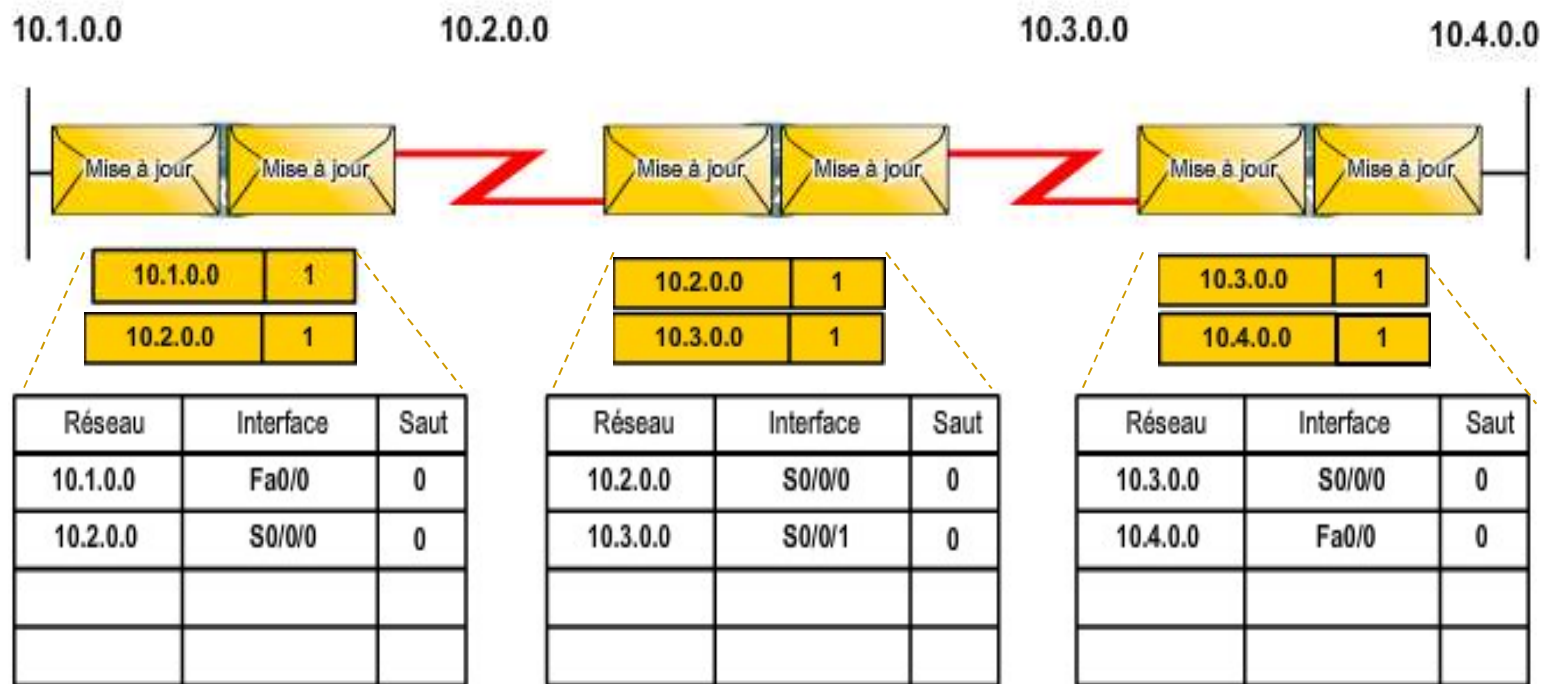 10.1.0.0 10.2.0.0 10.3.0.0 10.4.0.0
Mise à jour Mise à jour Mise à jour Mise à jour Mise à jour Mise à jour
10.1.0.0 1
10.2.0.0 1
10.2.0.0 1
10.3.0.0 1
10.3.0.0 1
10.4.0.0 1
Réseau Interface Saut
10.1.0.0 Fa0/0 0
10.2.0.0 S0/0/0 0
Réseau Interface Saut
10.2.0.0 S0/0/0 0
10.3.0.0 S0/0/1 0
Réseau Interface Saut
10.3.0.0 S0/0/0 0
10.4.0.0 Fa0/0 0